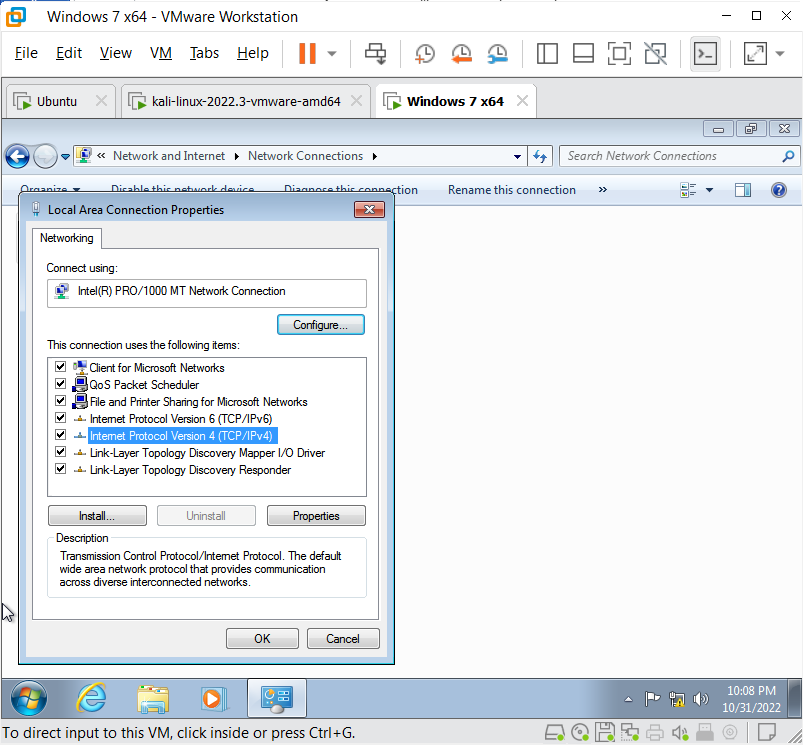 Windows 7 x64 - VMware Workstation
File Edit View VM Tabs Help
Ubuntu kali-linux-2022.3-vmware-amd64 Windows 7 x64
« Network and Internet Network Connections Search Network Connections
Organize Disable this network device Diagnose this connection Rename this connection »
Local Area Connection Properties
Networking
Connect using:
Intel(R) PRO/1000 MT Network Connection
Configure...
This connection uses the following items:
Client for Microsoft Networks
QoS Packet Scheduler
File and Printer Sharing for Microsoft Networks
Internet Protocol Version 6 (TCP/IPv6)
Internet Protocol Version 4 (TCP/IPv4)
Link-Layer Topology Discovery Mapper I/O Driver
Link-Layer Topology Discovery Responder
Install... Uninstall Properties
Description
Transmission Control Protocol/Internet Protocol. The default
wide area network protocol that provides communication
across diverse interconnected networks.
OK Cancel
10:08 PM
10/31/2022
To direct input to this VM, click inside or press Ctrl+G.